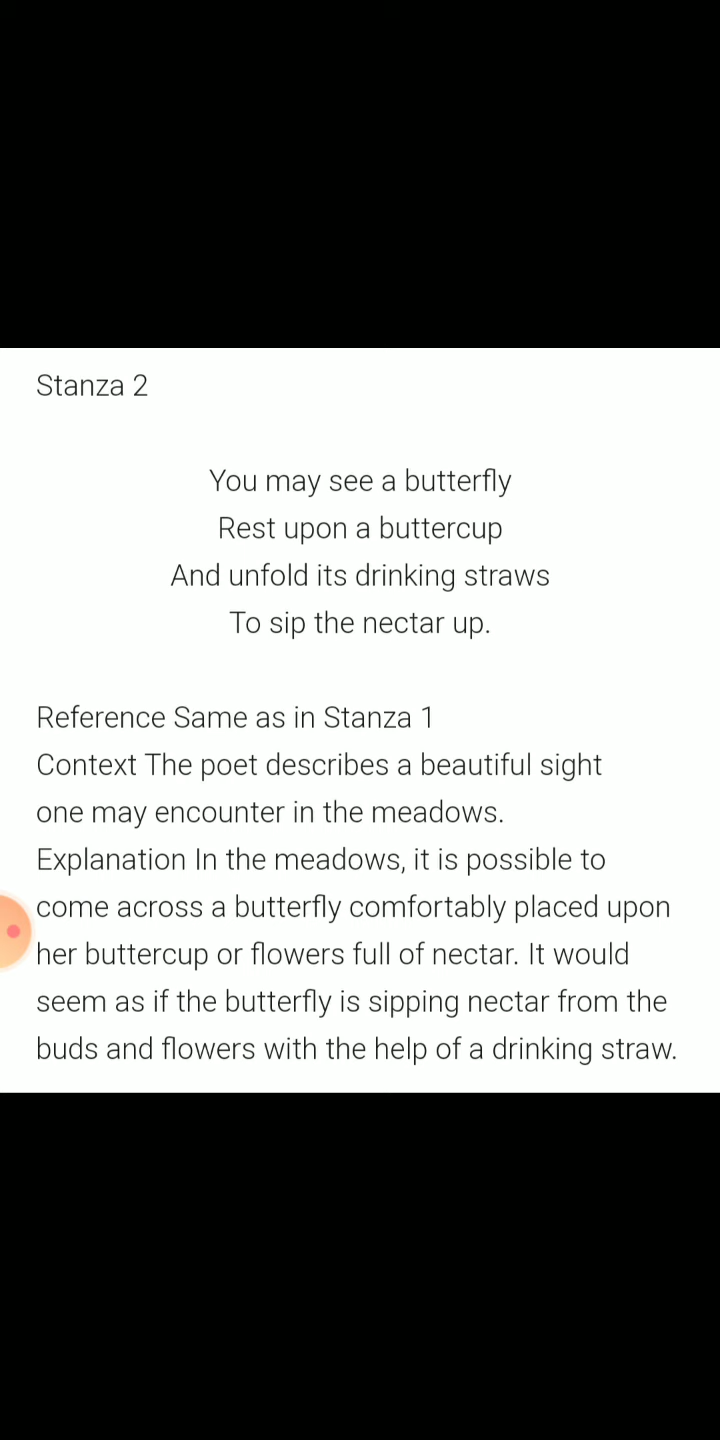 Stanza 2
You may see a butterfly
Rest upon a buttercup
And unfold its drinking straws
To sip the nectar up.
Reference Same as in Stanza 1
Context The poet describes a beautiful sight
one may encounter in the meadows.
Explanation In the meadows, it is possible to
come across a butterfly comfortably placed upon
her buttercup or flowers full of nectar. It would
seem as if the butterfly is sipping nectar from the
buds and flowers with the help of a drinking straw.